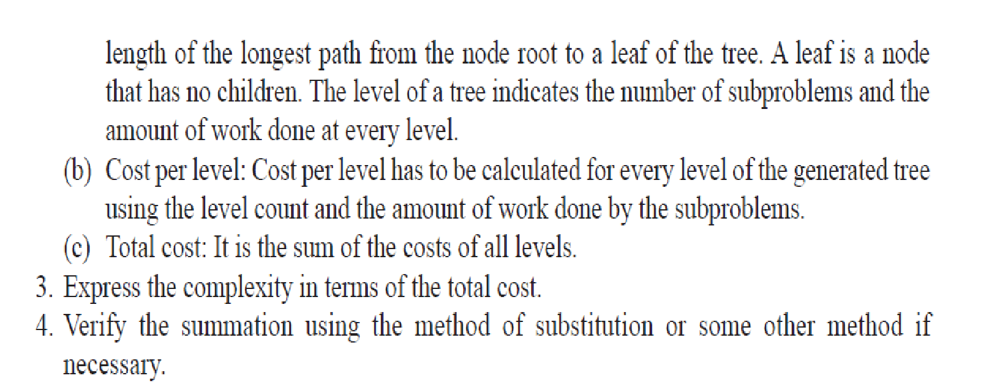 length of the longest path from the node root to a leaf of the tree. A leaf is a node
that has no children. The level of a tree indicates the number of subproblems and the
amount of work done at every level.
(b) Cost per level: Cost per level has to be calculated for every level of the generated tree
using the level count and the amount of work done by the subproblems.
(c) Total cost: It is the sum of the costs of all levels.
3. Express the complexity in terms of the total cost.
4. Verify the summation using the method of substitution or some other method if
necessary.